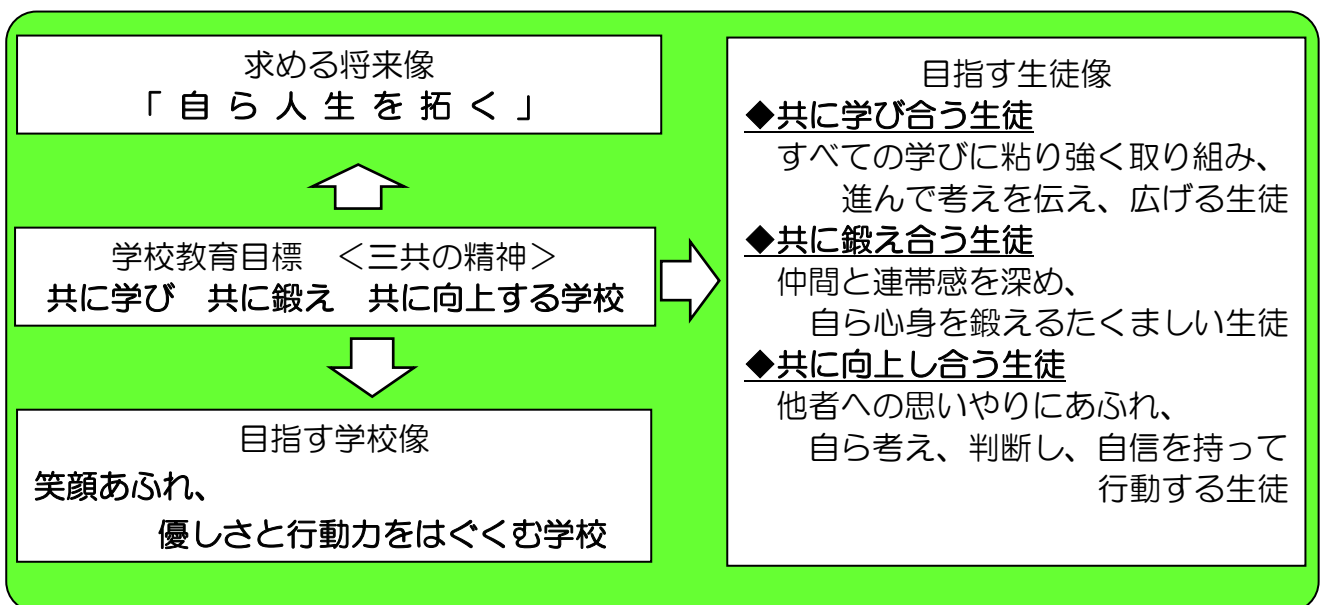 求める将来像
「自ら人生を拓く」
学校教育目標　＜三共の精神＞
共に学び　共に鍛え　共に向上する学校
目指す学校像
笑顔あふれ、
優しさと行動力をはぐくむ学校
目指す生徒像
◆共に学び合う生徒
すべての学びに粘り強く取り組み、
進んで考えを伝え、広げる生徒
◆共に鍛え合う生徒
仲間と連帯感を深め、
自ら心身を鍛えるたくましい生徒
◆共に向上し合う生徒
他者への思いやりにあふれ、
自ら考え、判断し、自信を持って
行動する生徒